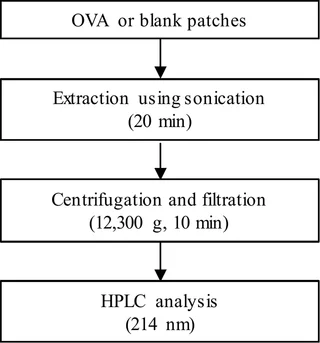 OVA or blank patches
Extraction using sonication
(20 min)
Centrifugation and filtration
(12,300 g, 10 min)
HPLC analysis
(214 nm)